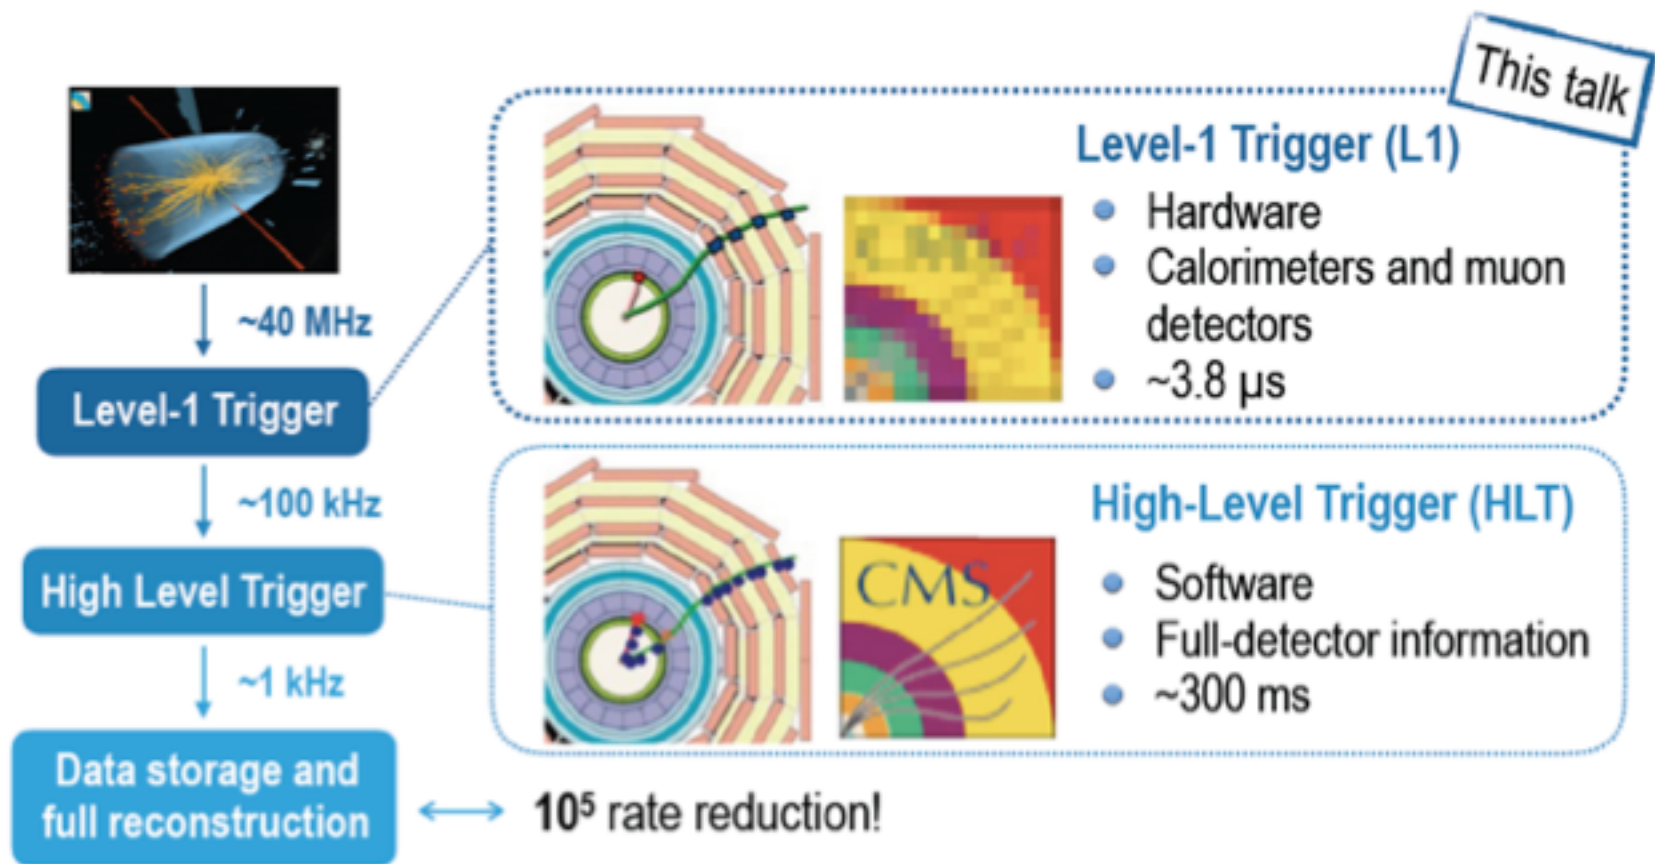 This talk
~40 MHz
Level-1 Trigger
~100 kHz
High Level Trigger
~1 kHz
Data storage and
full reconstruction
10⁵ rate reduction!
Level-1 Trigger (L1)
Hardware
Calorimeters and muon
detectors
~3.8 µs
High-Level Trigger (HLT)
CMS
Software
Full-detector information
~300 ms